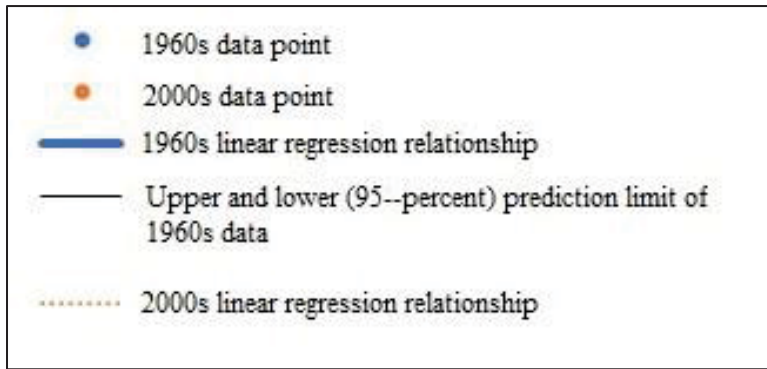 1960s data point
2000s data point
1960s linear regression relationship
Upper and lower (95--percent) prediction limit of
1960s data
2000s linear regression relationship